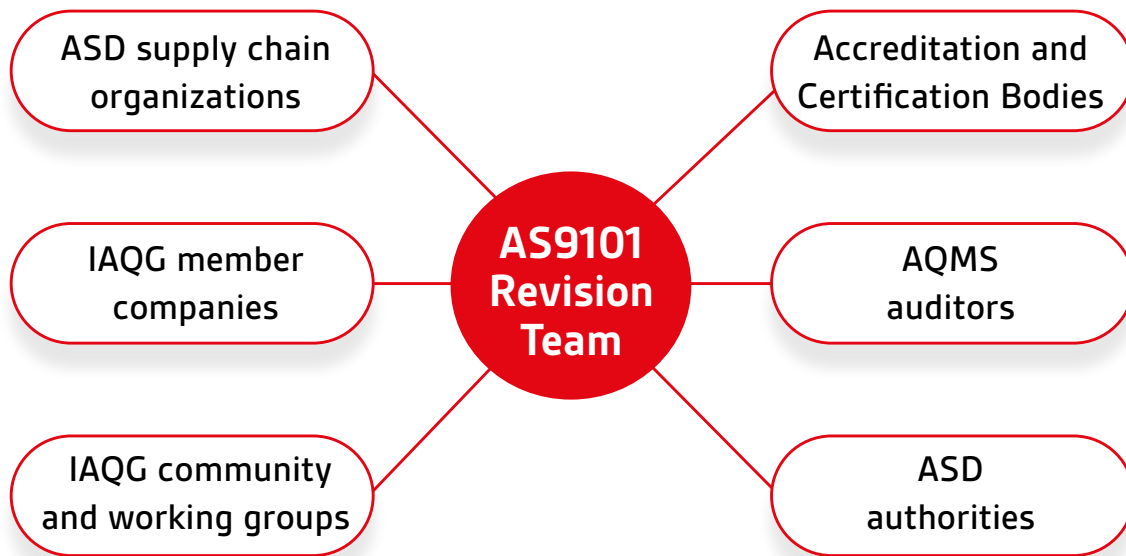 ASD supply chain
organizations
Accreditation and
Certification Bodies
IAQG member
companies
AS9101
Revision
Team
AQMS
auditors
IAQG community
and working groups
ASD
authorities